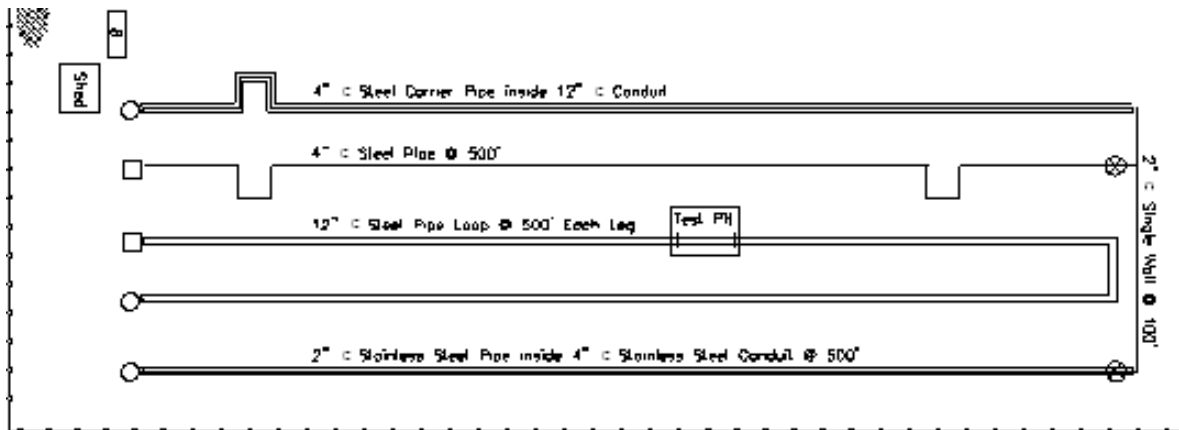 Shed
4" ⊂ Steel Carrier Pipe inside 12" ⊂ Conduit
4" ⊂ Steel Pipe @ 500'
12" ⊂ Steel Pipe Loop @ 500' Each Leg
Test Pit
2" ⊂ Single Wall @ 100'
2" ⊂ Stainless Steel Pipe inside 4" ⊂ Stainless Steel Conduit @ 500'